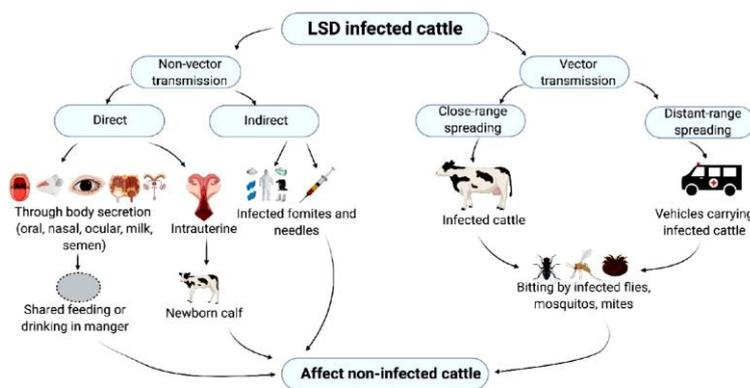 LSD infected cattle
Non-vector
transmission
Vector
transmission
Direct
Indirect
Close-range
spreading
Distant-range
spreading
Through body secretion
(oral, nasal, ocular, milk,
semen)
Intrauterine
Infected fomites and
needles
Infected cattle
Vehicles carrying
infected cattle
Shared feeding or
drinking in manger
Newborn calf
Bitting by infected flies,
mosquitos, mites
Affect non-infected cattle